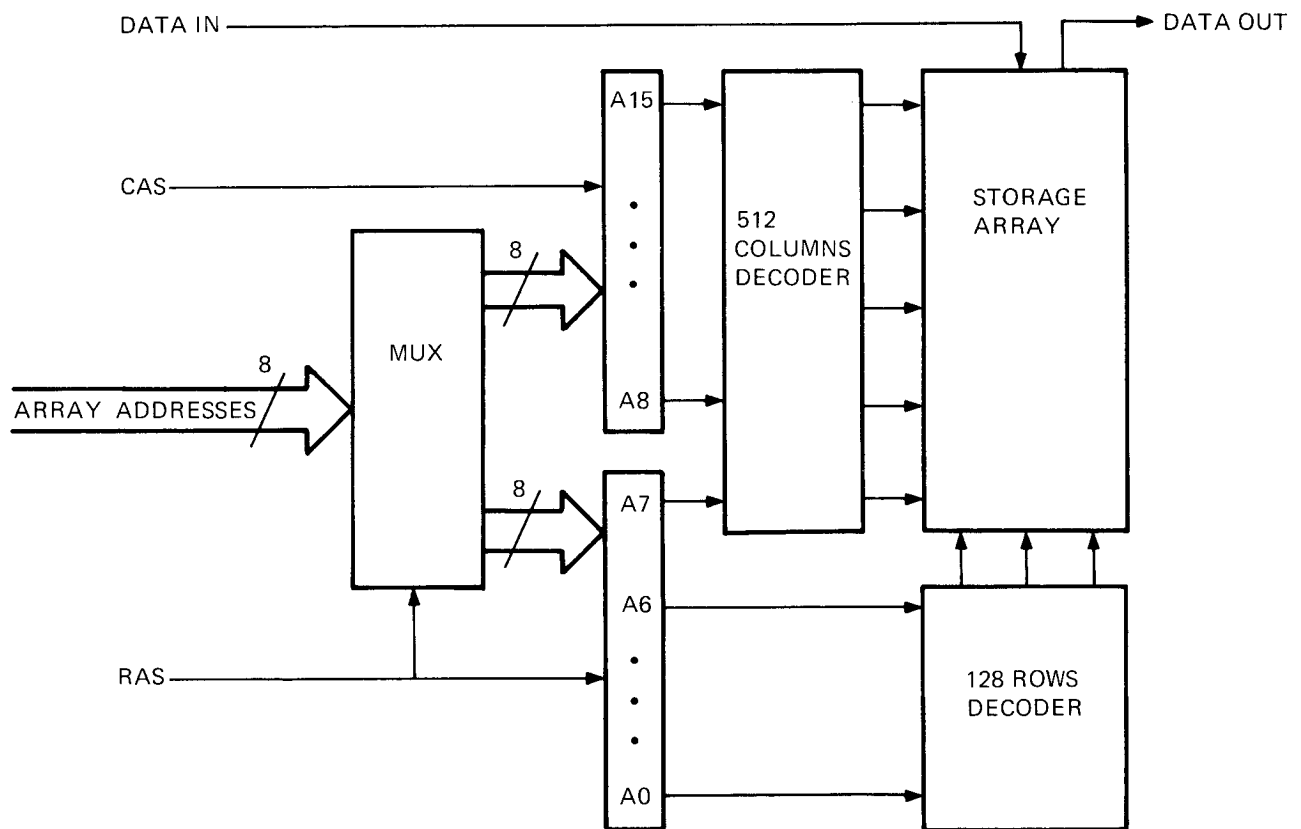 DATA IN
DATA OUT
A15
CAS
8
512
COLUMNS
DECODER
STORAGE
ARRAY
MUX
8
ARRAY ADDRESSES
A8
8
A7
A6
RAS
128 ROWS
DECODER
A0